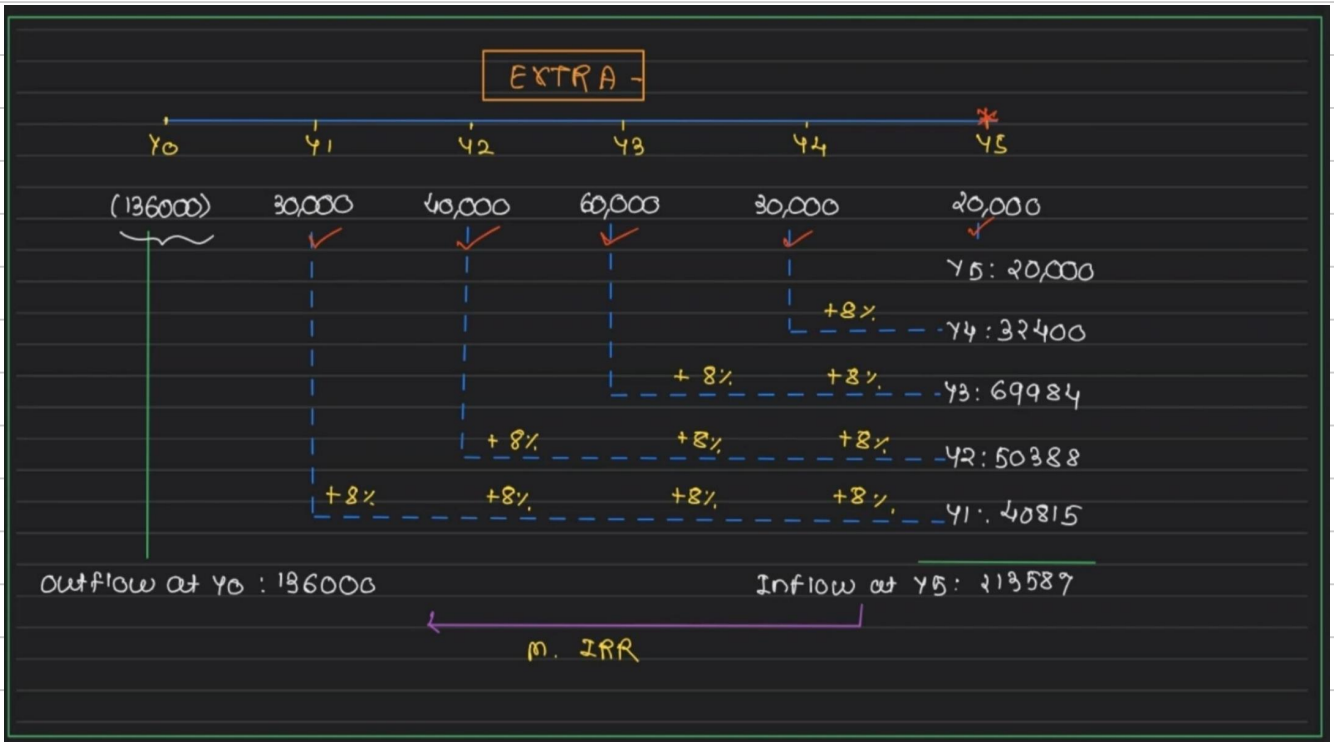 EXTRA -
Y0 Y1 Y2 Y3 Y4 Y5
(136000) 30,000 40,000 60,000 30,000 20,000
Y5: 20,000
+8% Y4: 32400
+ 8% +8% Y3: 69984
+ 8% +8% +8% Y2: 50388
+8% +8% +8% +8% Y1: 40815
Outflow at Y0 : 136000 Inflow at Y5: 213587
M. IRR